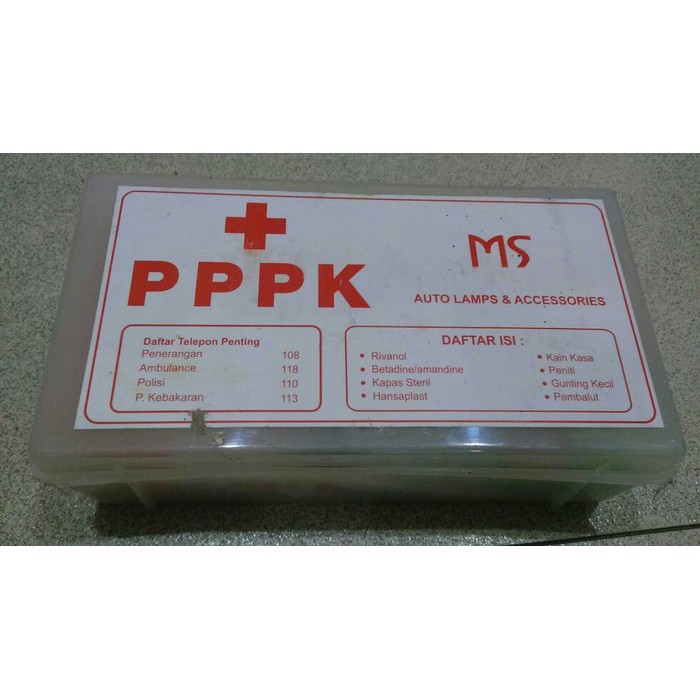 PPPK
MS
AUTO LAMPS & ACCESSORIES
Daftar Telepon Penting
Penerangan 108
Ambulance 118
Polisi 110
P. Kebakaran 113
DAFTAR ISI :
• Rivanol
• Betadine/amandine
• Kapas Steril
• Hansaplast
• Kain Kasa
• Peniti
• Gunting Kecil
• Pembalut